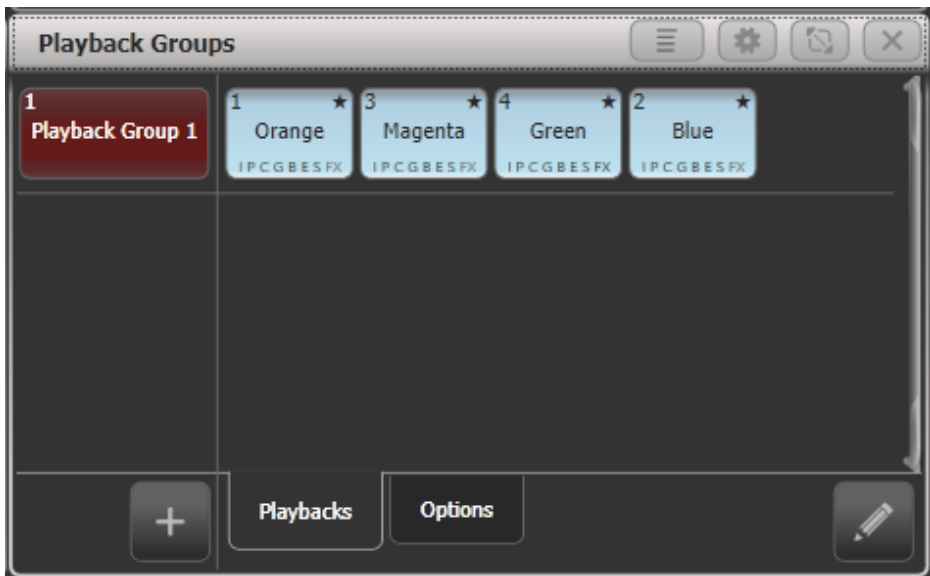 Playback Groups
1
Playback Group 1
1 ★
Orange
IPCGBESFX
3 ★
Magenta
IPCGBESFX
4 ★
Green
IPCGBESFX
2 ★
Blue
IPCGBESFX
+
Playbacks
Options